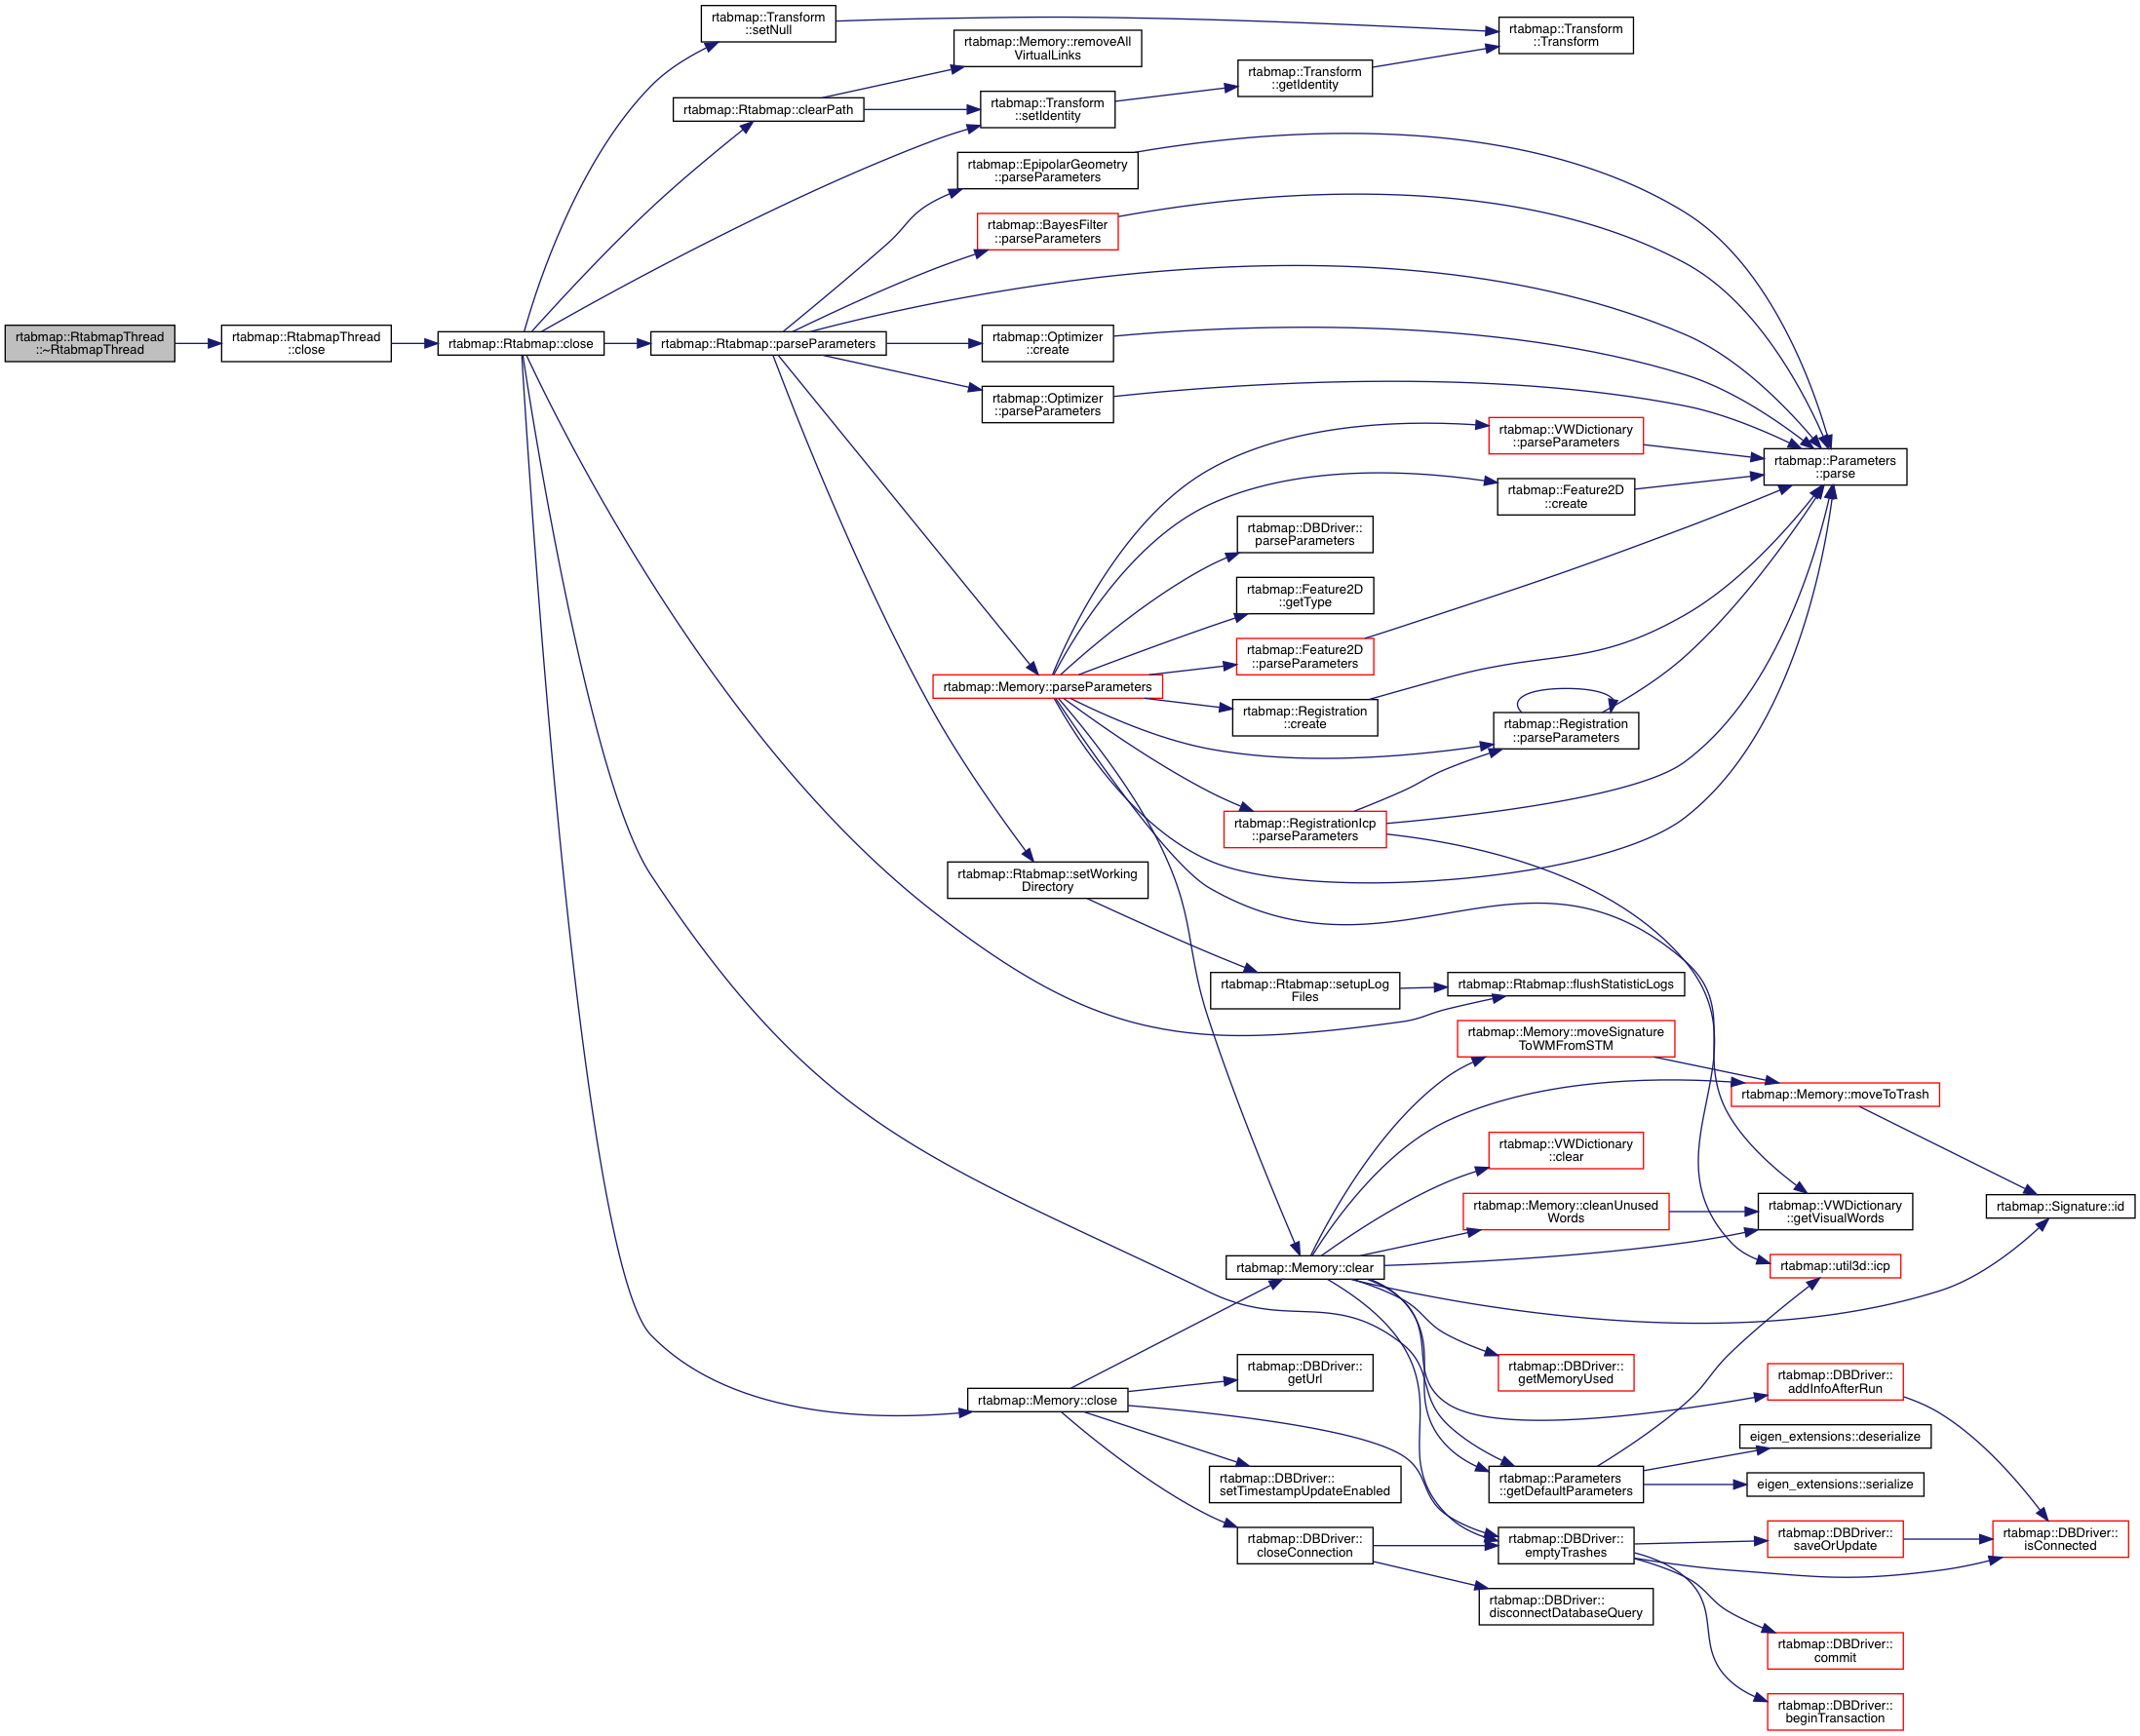 rtabmap::RtabmapThread
::~RtabmapThread
rtabmap::RtabmapThread
::close
rtabmap::Rtabmap::close
rtabmap::Transform
::setNull
rtabmap::Rtabmap::clearPath
rtabmap::Rtabmap::parseParameters
rtabmap::Memory::removeAll
VirtualLinks
rtabmap::Transform
::setIdentity
rtabmap::EpipolarGeometry
::parseParameters
rtabmap::BayesFilter
::parseParameters
rtabmap::Optimizer
::create
rtabmap::Optimizer
::parseParameters
rtabmap::Memory::parseParameters
rtabmap::Rtabmap::setWorking
Directory
rtabmap::Memory::close
rtabmap::Transform
::getIdentity
rtabmap::DBDriver::
parseParameters
rtabmap::Feature2D
::getType
rtabmap::Feature2D
::parseParameters
rtabmap::Registration
::create
rtabmap::RegistrationIcp
::parseParameters
rtabmap::Rtabmap::setupLog
Files
rtabmap::Memory::clear
rtabmap::DBDriver::
getUrl
rtabmap::DBDriver::
setTimestampUpdateEnabled
rtabmap::DBDriver::
closeConnection
rtabmap::Transform
::Transform
rtabmap::VWDictionary
::parseParameters
rtabmap::Feature2D
::create
rtabmap::Registration
::parseParameters
rtabmap::Rtabmap::flushStatisticLogs
rtabmap::Memory::moveSignature
ToWMFromSTM
rtabmap::VWDictionary
::clear
rtabmap::Memory::cleanUnused
Words
rtabmap::DBDriver::
getMemoryUsed
rtabmap::Parameters
::getDefaultParameters
rtabmap::DBDriver::
emptyTrashes
rtabmap::DBDriver::
disconnectDatabaseQuery
rtabmap::Parameters
::parse
rtabmap::Memory::moveToTrash
rtabmap::VWDictionary
::getVisualWords
rtabmap::util3d::icp
rtabmap::DBDriver::
addInfoAfterRun
eigen_extensions::deserialize
eigen_extensions::serialize
rtabmap::DBDriver::
saveOrUpdate
rtabmap::DBDriver::
commit
rtabmap::DBDriver::
beginTransaction
rtabmap::Signature::id
rtabmap::DBDriver::
isConnected